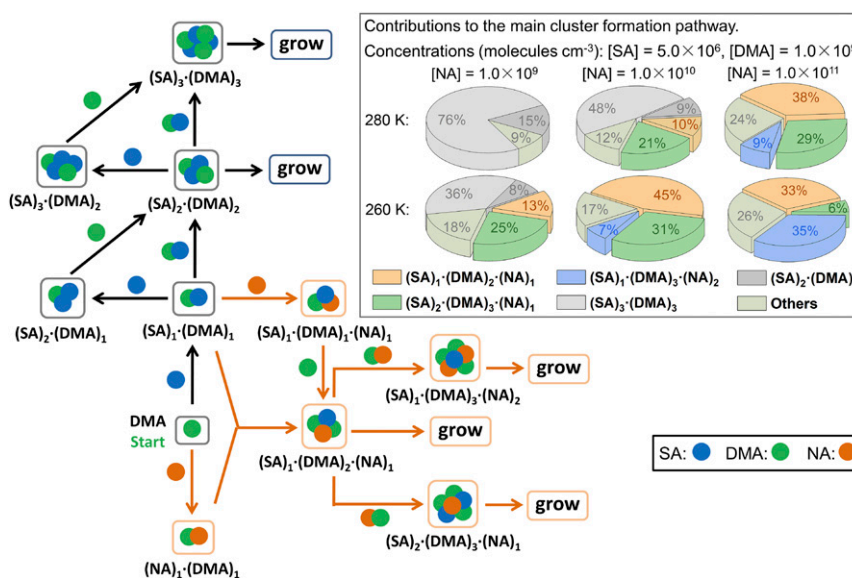 Contributions to the main cluster formation pathway.
Concentrations (molecules cm⁻³): [SA] = 5.0×10⁶, [DMA] = 1.0×10
[NA] = 1.0×10⁹ [NA] = 1.0×10¹⁰ [NA] = 1.0×10¹¹
280 K:
76% 15% 9%
48% 9% 10% 21% 12%
38% 29% 9% 24%
260 K:
36% 8% 13% 25% 18%
45% 31% 7% 17%
33% 6% 35% 26%
(SA)₁·(DMA)₂·(NA)₁ (SA)₁·(DMA)₃·(NA)₂ (SA)₂·(DMA)
(SA)₂·(DMA)₃·(NA)₁ (SA)₃·(DMA)₃ Others
grow
(SA)₃·(DMA)₃
grow
(SA)₃·(DMA)₂ (SA)₂·(DMA)₂
(SA)₂·(DMA)₁ (SA)₁·(DMA)₁ (SA)₁·(DMA)₁·(NA)₁
grow
(SA)₁·(DMA)₃·(NA)₂
DMA
Start
grow
(SA)₁·(DMA)₂·(NA)₁
SA: DMA: NA:
grow
(SA)₂·(DMA)₃·(NA)₁
(NA)₁·(DMA)₁